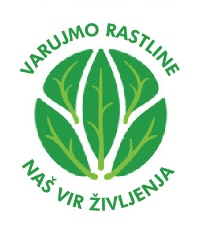 VARUJMO RASTLINE
NAŠ VIR ŽIVLJENJA